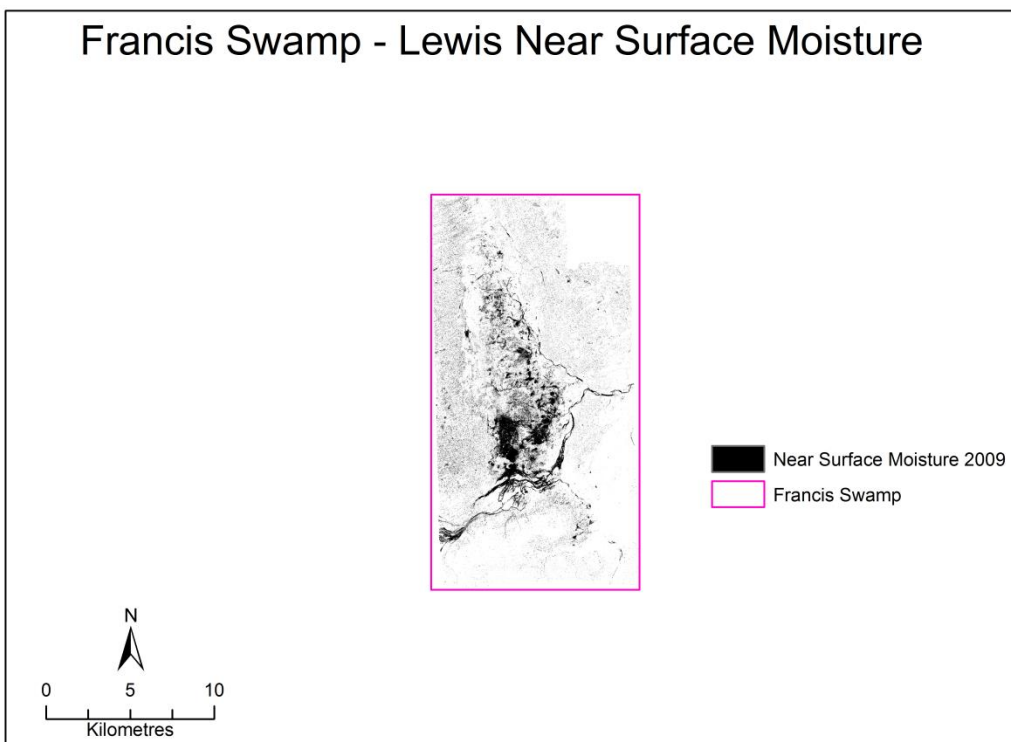 Francis Swamp - Lewis Near Surface Moisture
Near Surface Moisture 2009
Francis Swamp
N
0 5 10
Kilometres